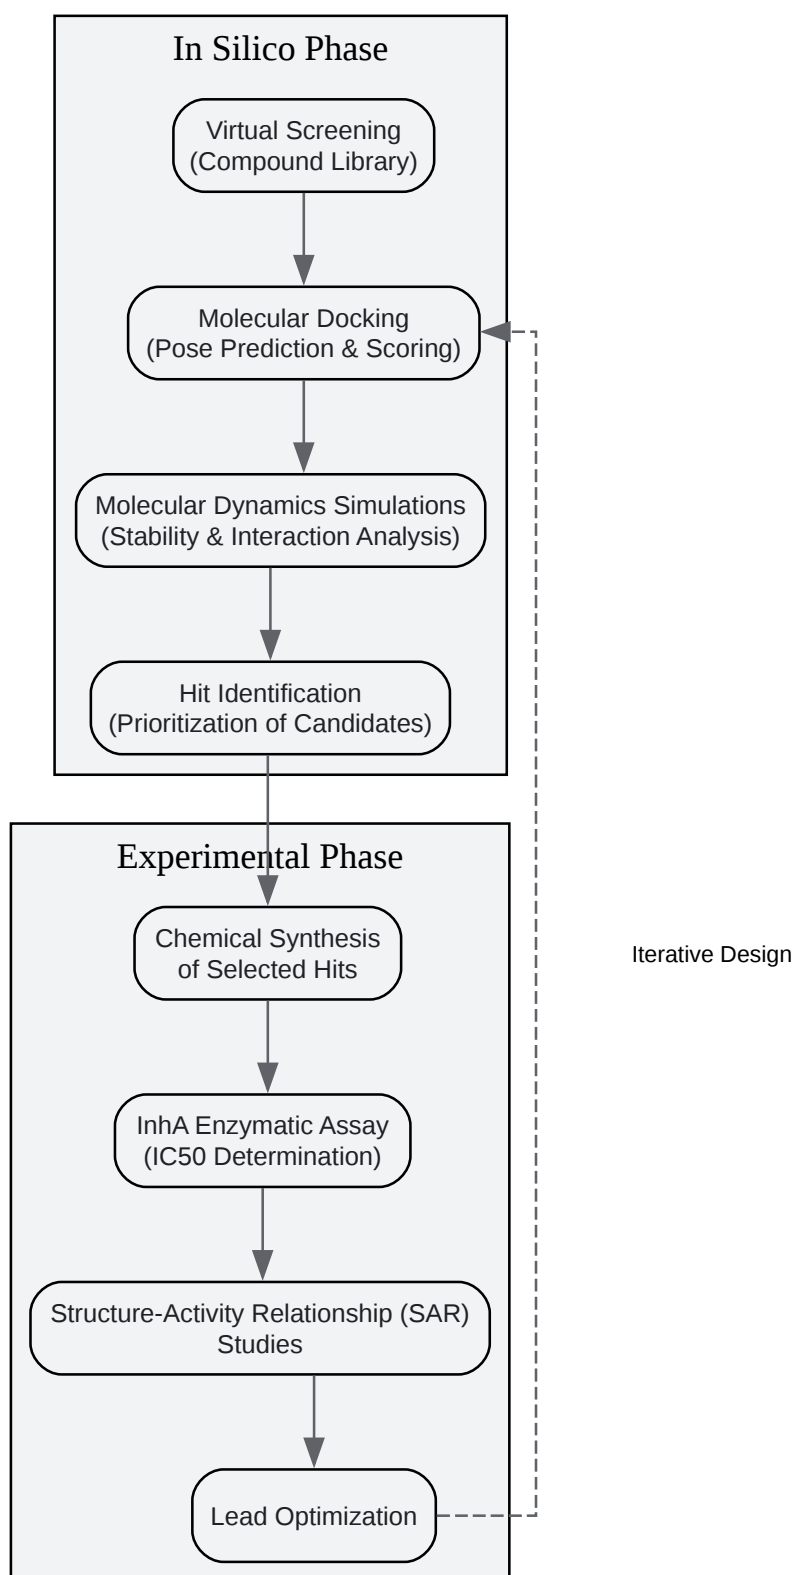 In Silico Phase
Virtual Screening
(Compound Library)
Molecular Docking
(Pose Prediction & Scoring)
Molecular Dynamics Simulations
(Stability & Interaction Analysis)
Hit Identification
(Prioritization of Candidates)
Experimental Phase
Chemical Synthesis
of Selected Hits
Iterative Design
InhA Enzymatic Assay
(IC50 Determination)
Structure-Activity Relationship (SAR)
Studies
Lead Optimization